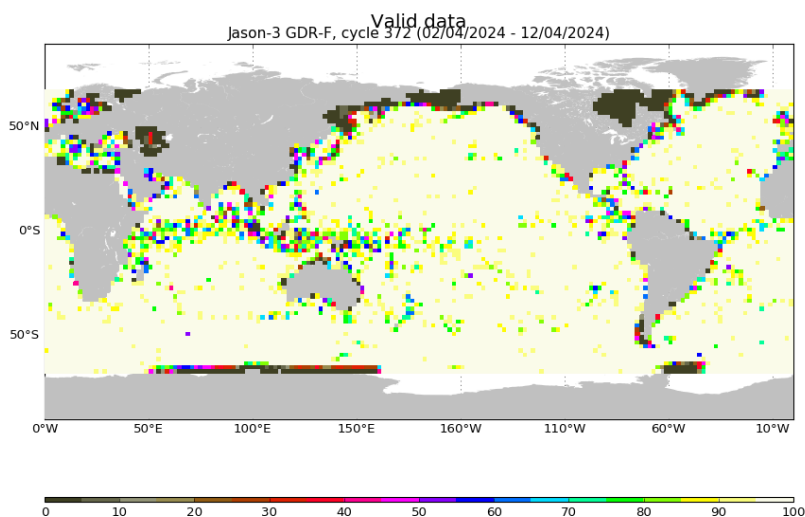 Valid data
Jason-3 GDR-F, cycle 372 (02/04/2024 - 12/04/2024)
50°N
0°S
50°S
0°W 50°E 100°E 150°E 160°W 110°W 60°W 10°W
0 10 20 30 40 50 60 70 80 90 100